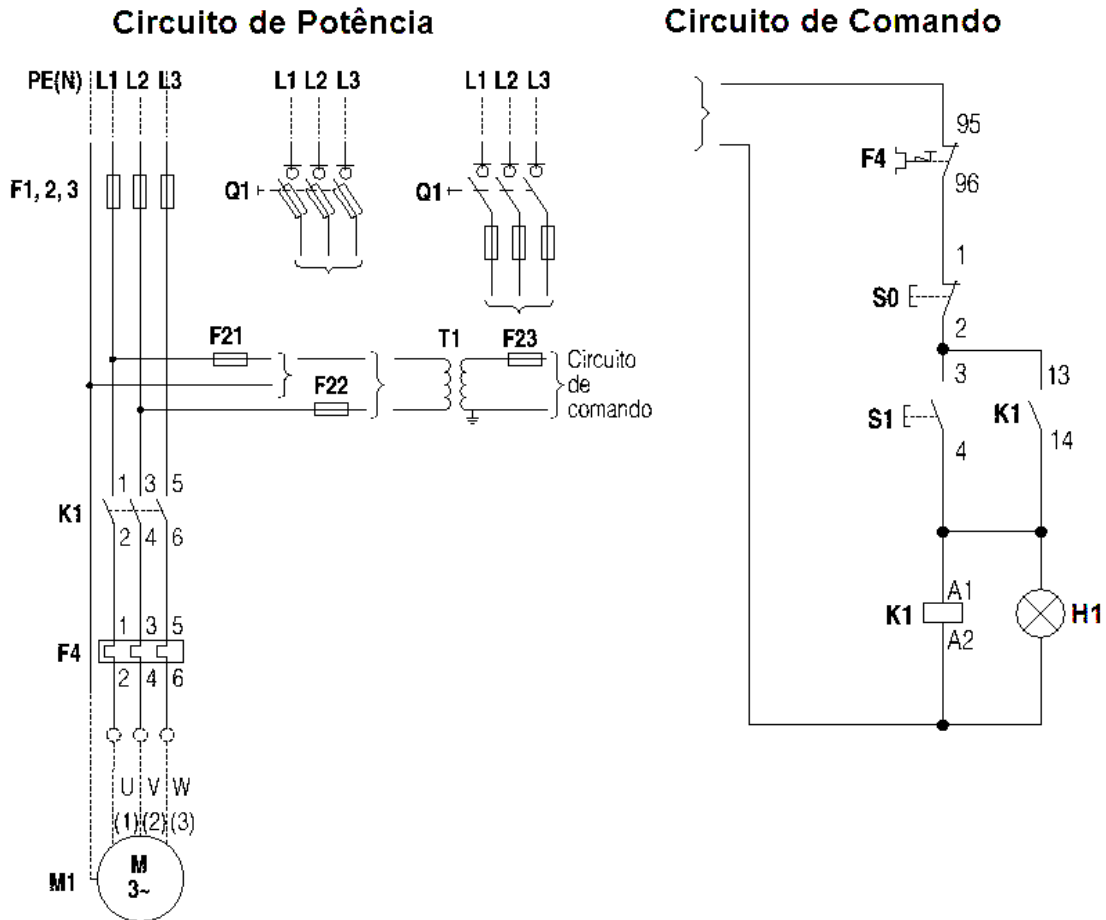 Circuito de Potência
Circuito de Comando
PE(N) L1 L2 L3
L1 L2 L3
L1 L2 L3
F1, 2, 3
Q1
Q1
F21
F22
T1
F23
Circuito
de
comando
1 3 5
K1
2 4 6
1 3 5
F4
2 4 6
U V W
(1) (2) (3)
M1
M
3~
95
F4
96
1
S0
2
3
13
S1
K1
4
14
A1
K1
H1
A2